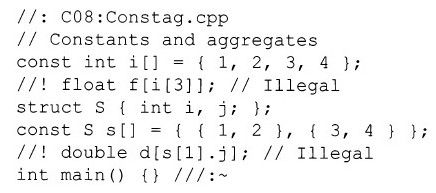 //: C08:Constag.cpp
// Constants and aggregates
const int i[] = { 1, 2, 3, 4 };
//! float f[i[3]]; // Illegal
struct S { int i, j; };
const S s[] = { { 1, 2 }, { 3, 4 } };
//! double d[s[1].j]; // Illegal
int main() {} ///:~